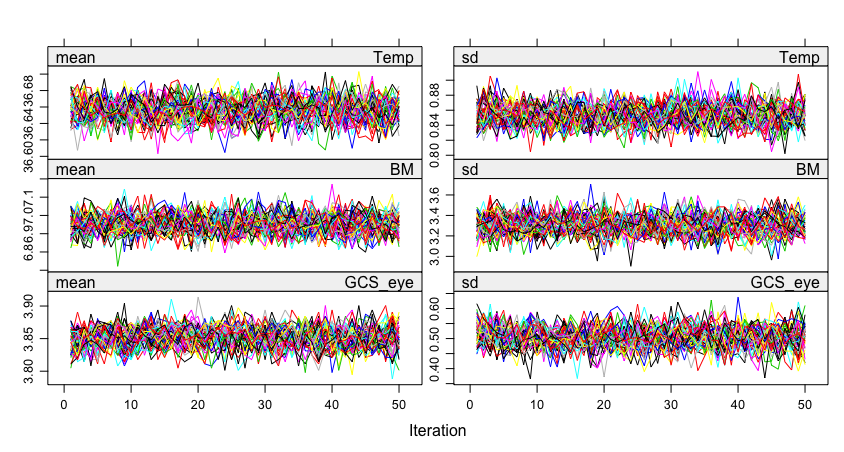 mean Temp
sd Temp
36.60 36.64 36.68
0.80 0.84 0.88
mean BM
sd BM
6.8 6.9 7.0 7.1
3.0 3.2 3.4 3.6
mean GCS_eye
sd GCS_eye
3.80 3.85 3.90
0.40 0.50 0.60
0 10 20 30 40 50
0 10 20 30 40 50
Iteration